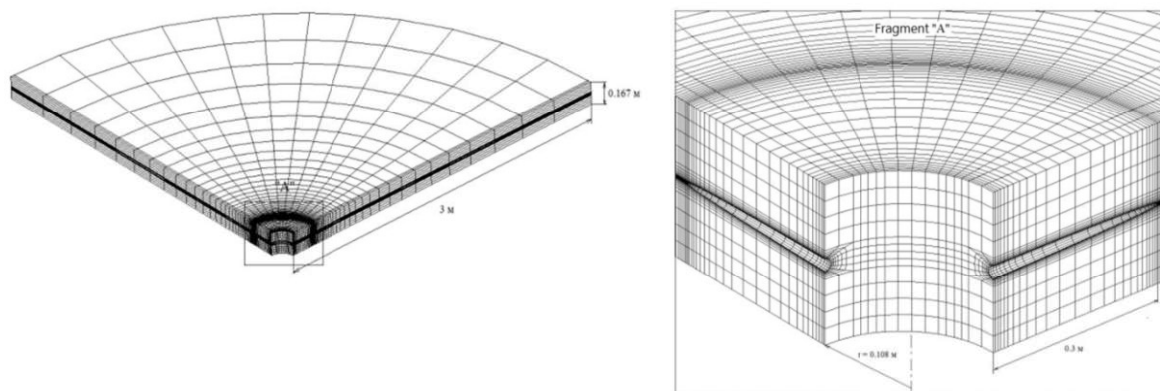 0.167 м
"А"
3 м
Fragment "А"
r = 0.108 м
0.3 м